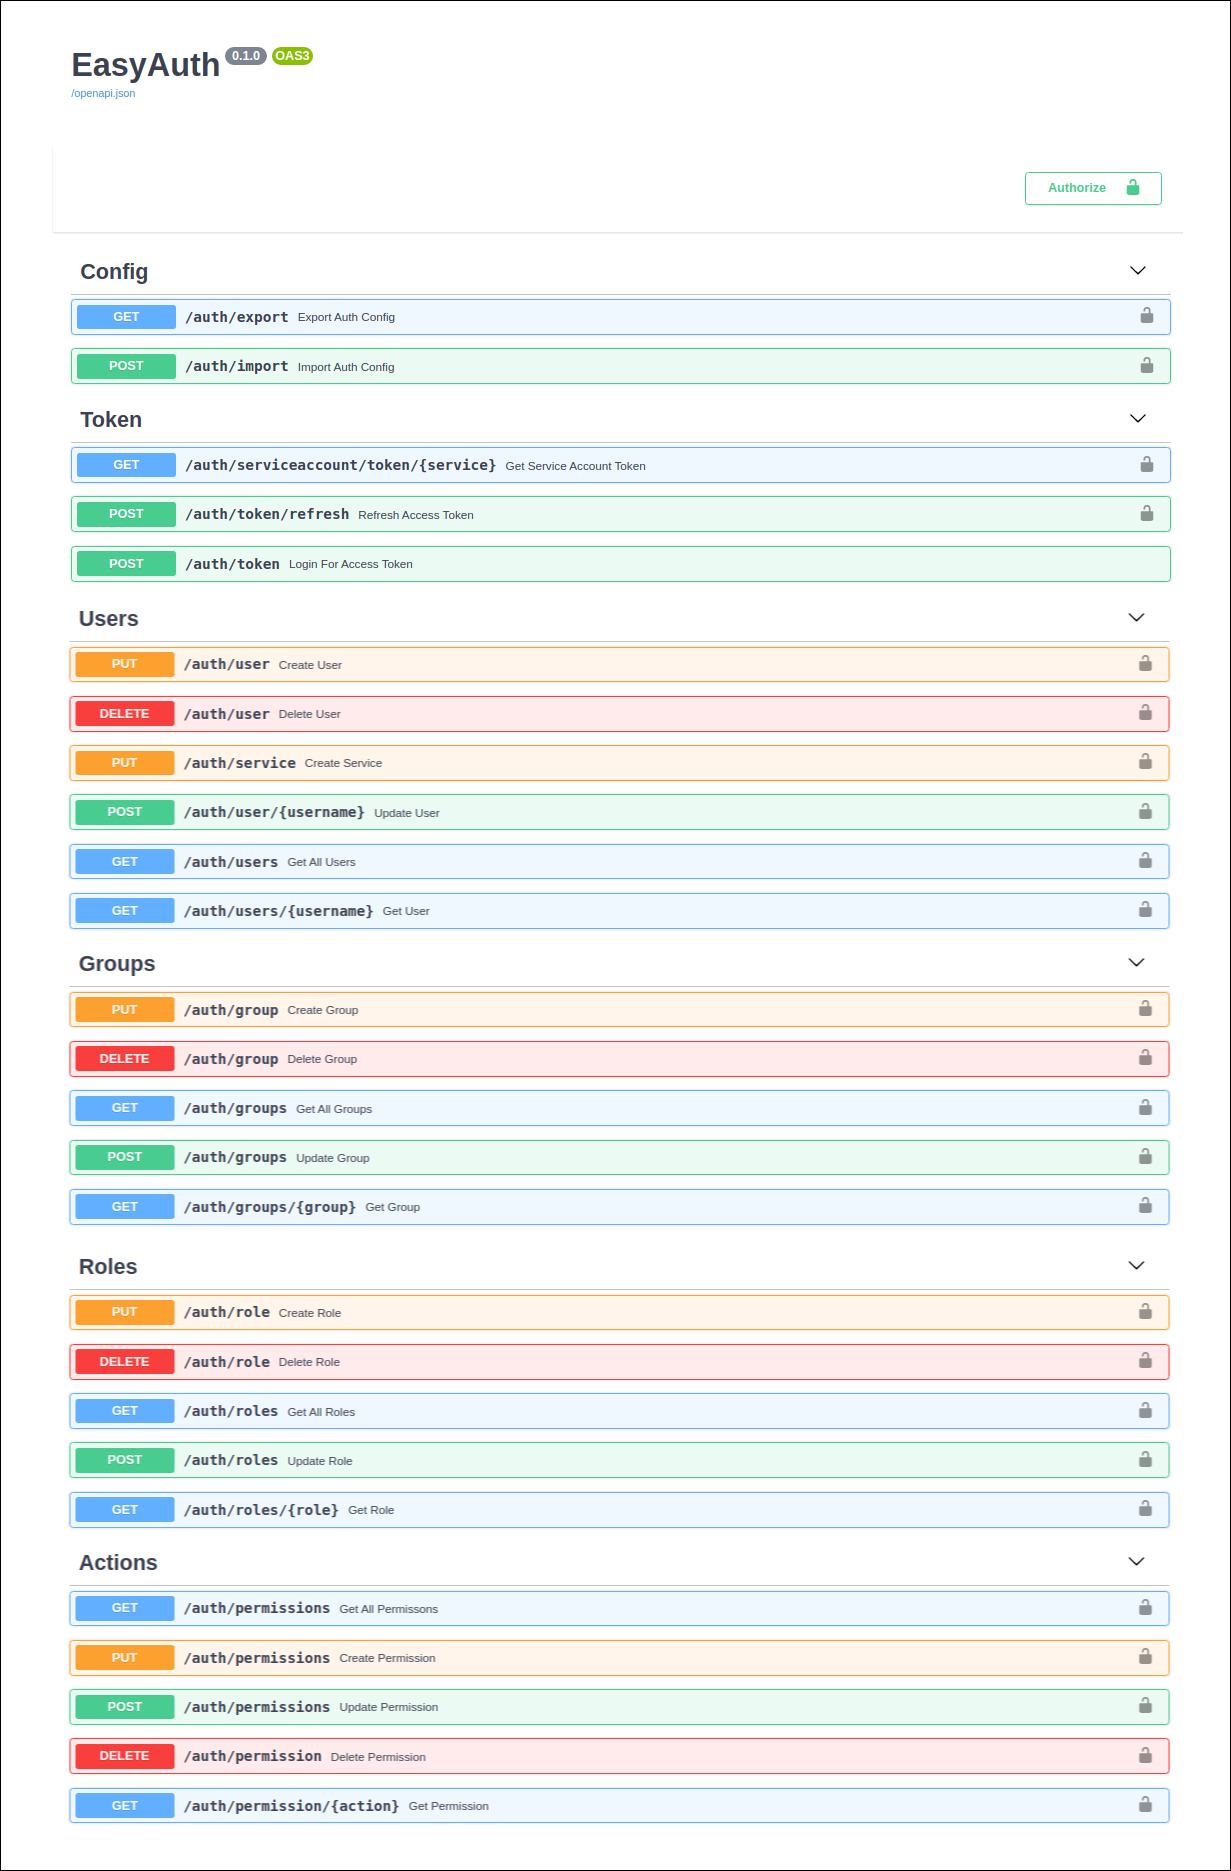 EasyAuth 0.1.0 OAS3
/openapi.json
Authorize
Config
GET /auth/export Export Auth Config
POST /auth/import Import Auth Config
Token
GET /auth/serviceaccount/token/{service} Get Service Account Token
POST /auth/token/refresh Refresh Access Token
POST /auth/token Login For Access Token
Users
PUT /auth/user Create User
DELETE /auth/user Delete User
PUT /auth/service Create Service
POST /auth/user/{username} Update User
GET /auth/users Get All Users
GET /auth/users/{username} Get User
Groups
PUT /auth/group Create Group
DELETE /auth/group Delete Group
GET /auth/groups Get All Groups
POST /auth/groups Update Group
GET /auth/groups/{group} Get Group
Roles
PUT /auth/role Create Role
DELETE /auth/role Delete Role
GET /auth/roles Get All Roles
POST /auth/roles Update Role
GET /auth/roles/{role} Get Role
Actions
GET /auth/permissions Get All Permissons
PUT /auth/permissions Create Permission
POST /auth/permissions Update Permission
DELETE /auth/permission Delete Permission
GET /auth/permission/{action} Get Permission